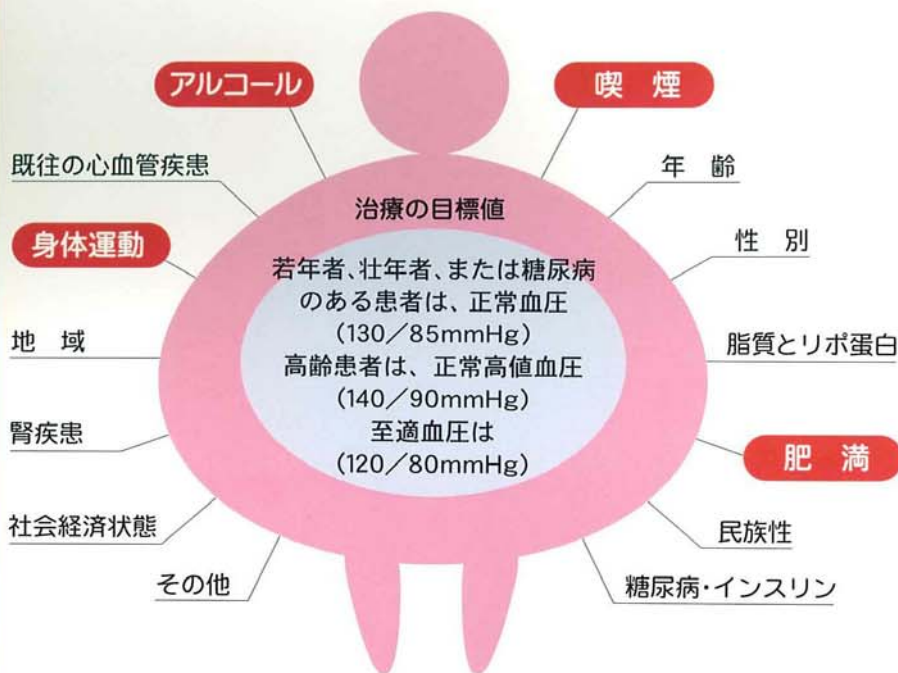 アルコール
喫 煙
既往の心血管疾患
年 齢
治療の目標値
身体運動
性 別
若年者、壮年者、または糖尿病
のある患者は、正常血圧
(130/85mmHg)
高齢患者は、正常高値血圧
(140/90mmHg)
至適血圧は
(120/80mmHg)
地 域
脂質とリポ蛋白
腎疾患
肥 満
社会経済状態
民族性
その他
糖尿病・インスリン